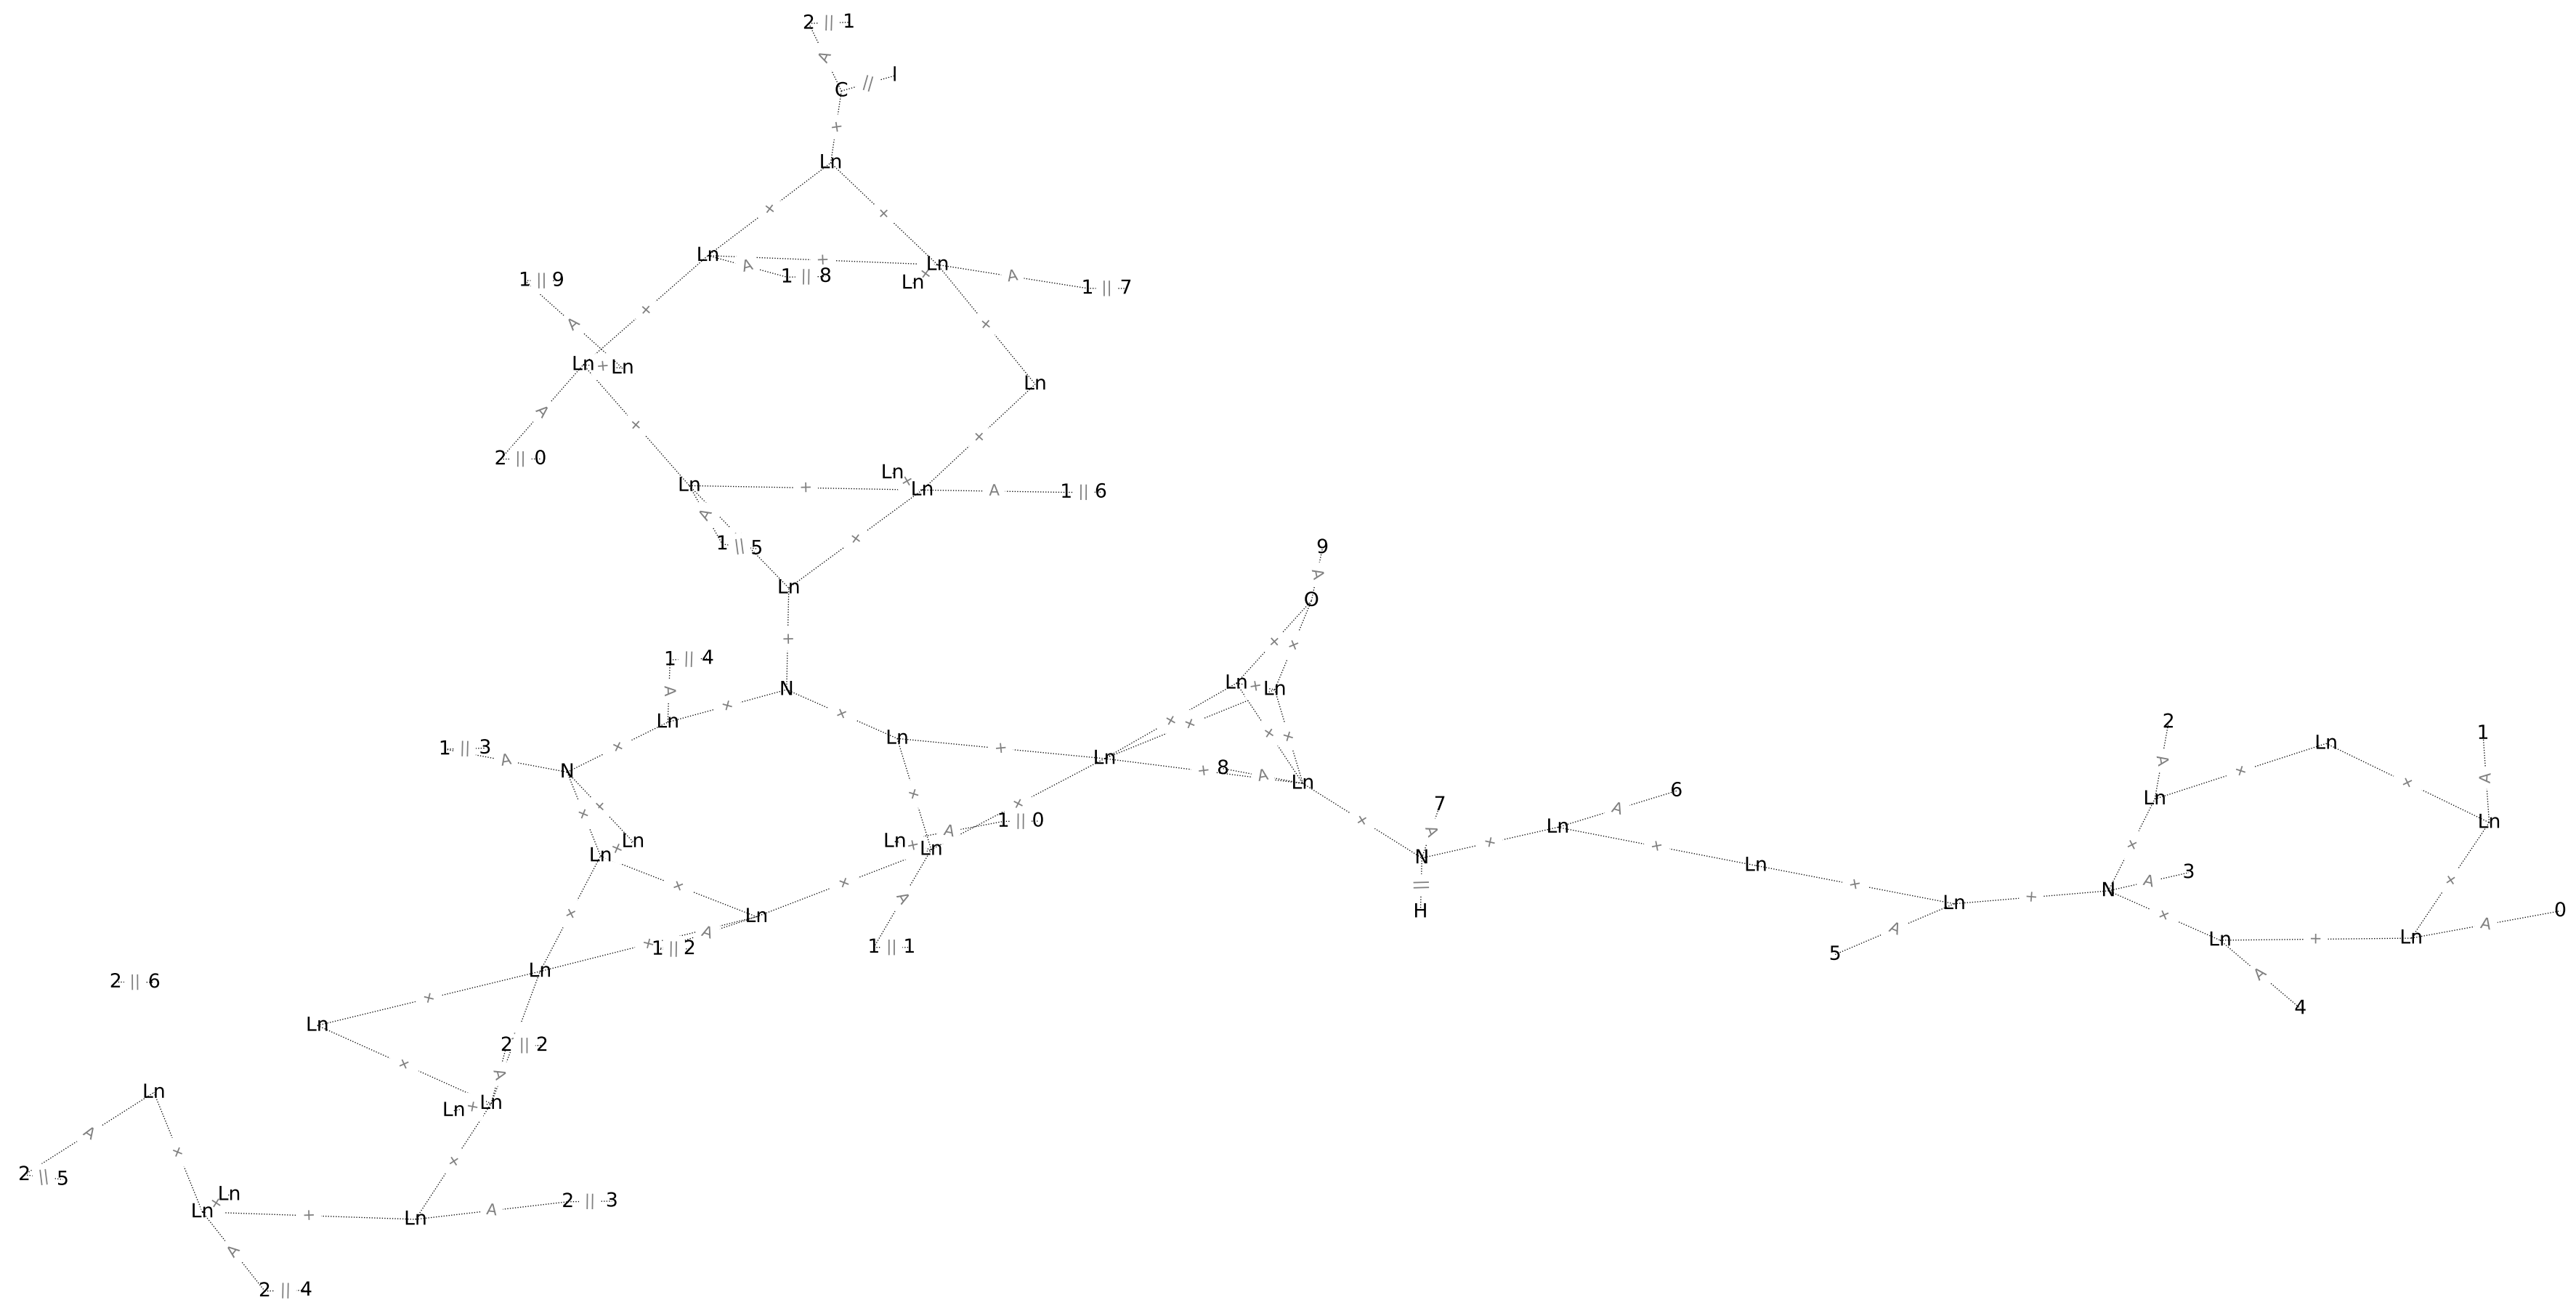 2 || 1
A
C // I
+
Ln
× ×
Ln + Ln
A 1 || 8 Ln × A 1 || 7
1 || 9
A × ×
Ln + Ln Ln
A × ×
2 || 0
Ln + Ln × Ln A 1 || 6
A
1 || 5 ×
9
A
Ln O
+ × ×
1 || 4
A N Ln + Ln
Ln × × × × × ×
1 || 3 A × Ln + Ln + 8 A Ln
N
2 1
Ln
A × × A
× × × × 7 6
Ln × Ln Ln + Ln A 1 || 0 × A A
Ln Ln Ln
N × Ln × Ln + Ln + N A 3
|| A × ×
H 5 Ln + Ln A 0
A
4
× × A
Ln
× × A 1 || 2 1 || 1
Ln
2 || 6
×
Ln
× 2 || 2
A
Ln Ln × Ln
A × ×
2 || 5
Ln × Ln + Ln A 2 || 3
A
2 || 4